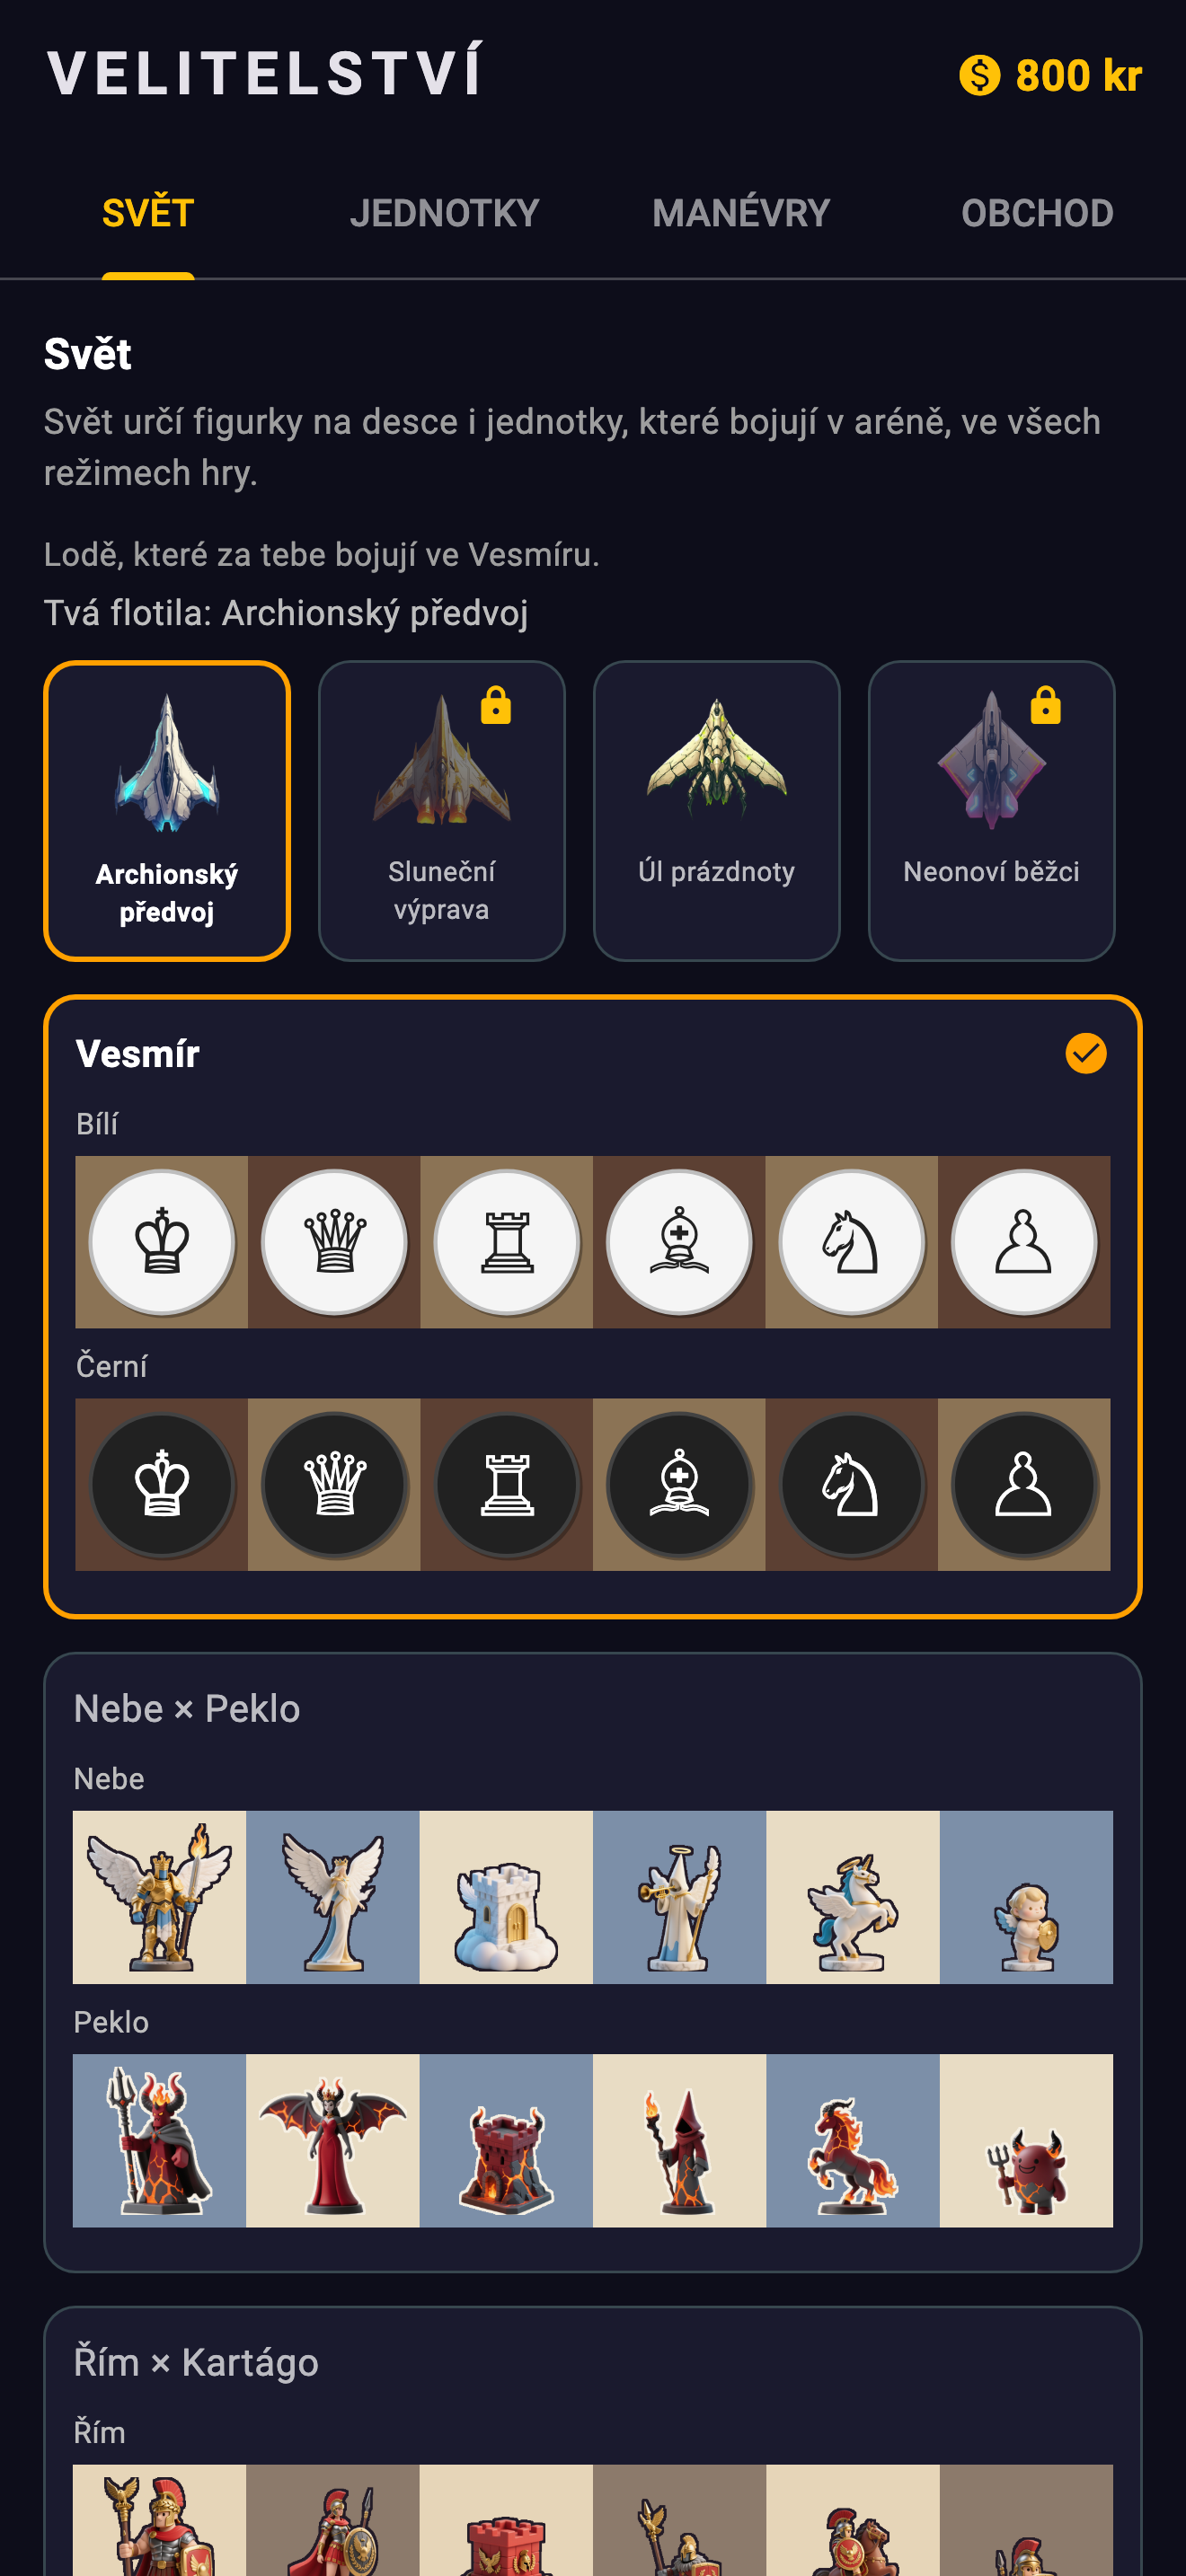 VELITELSTVÍ
800 kr
SVĚT
JEDNOTKY
MANÉVRY
OBCHOD
Svět
Svět určí figurky na desce i jednotky, které bojují v aréně, ve všech
režimech hry.
Lodě, které za tebe bojují ve Vesmíru.
Tvá flotila: Archionský předvoj
Archionský
předvoj
Sluneční
výprava
Úl prázdnoty
Neonoví běžci
Vesmír
Bílí
Černí
Nebe × Peklo
Nebe
Peklo
Řím × Kartágo
Řím